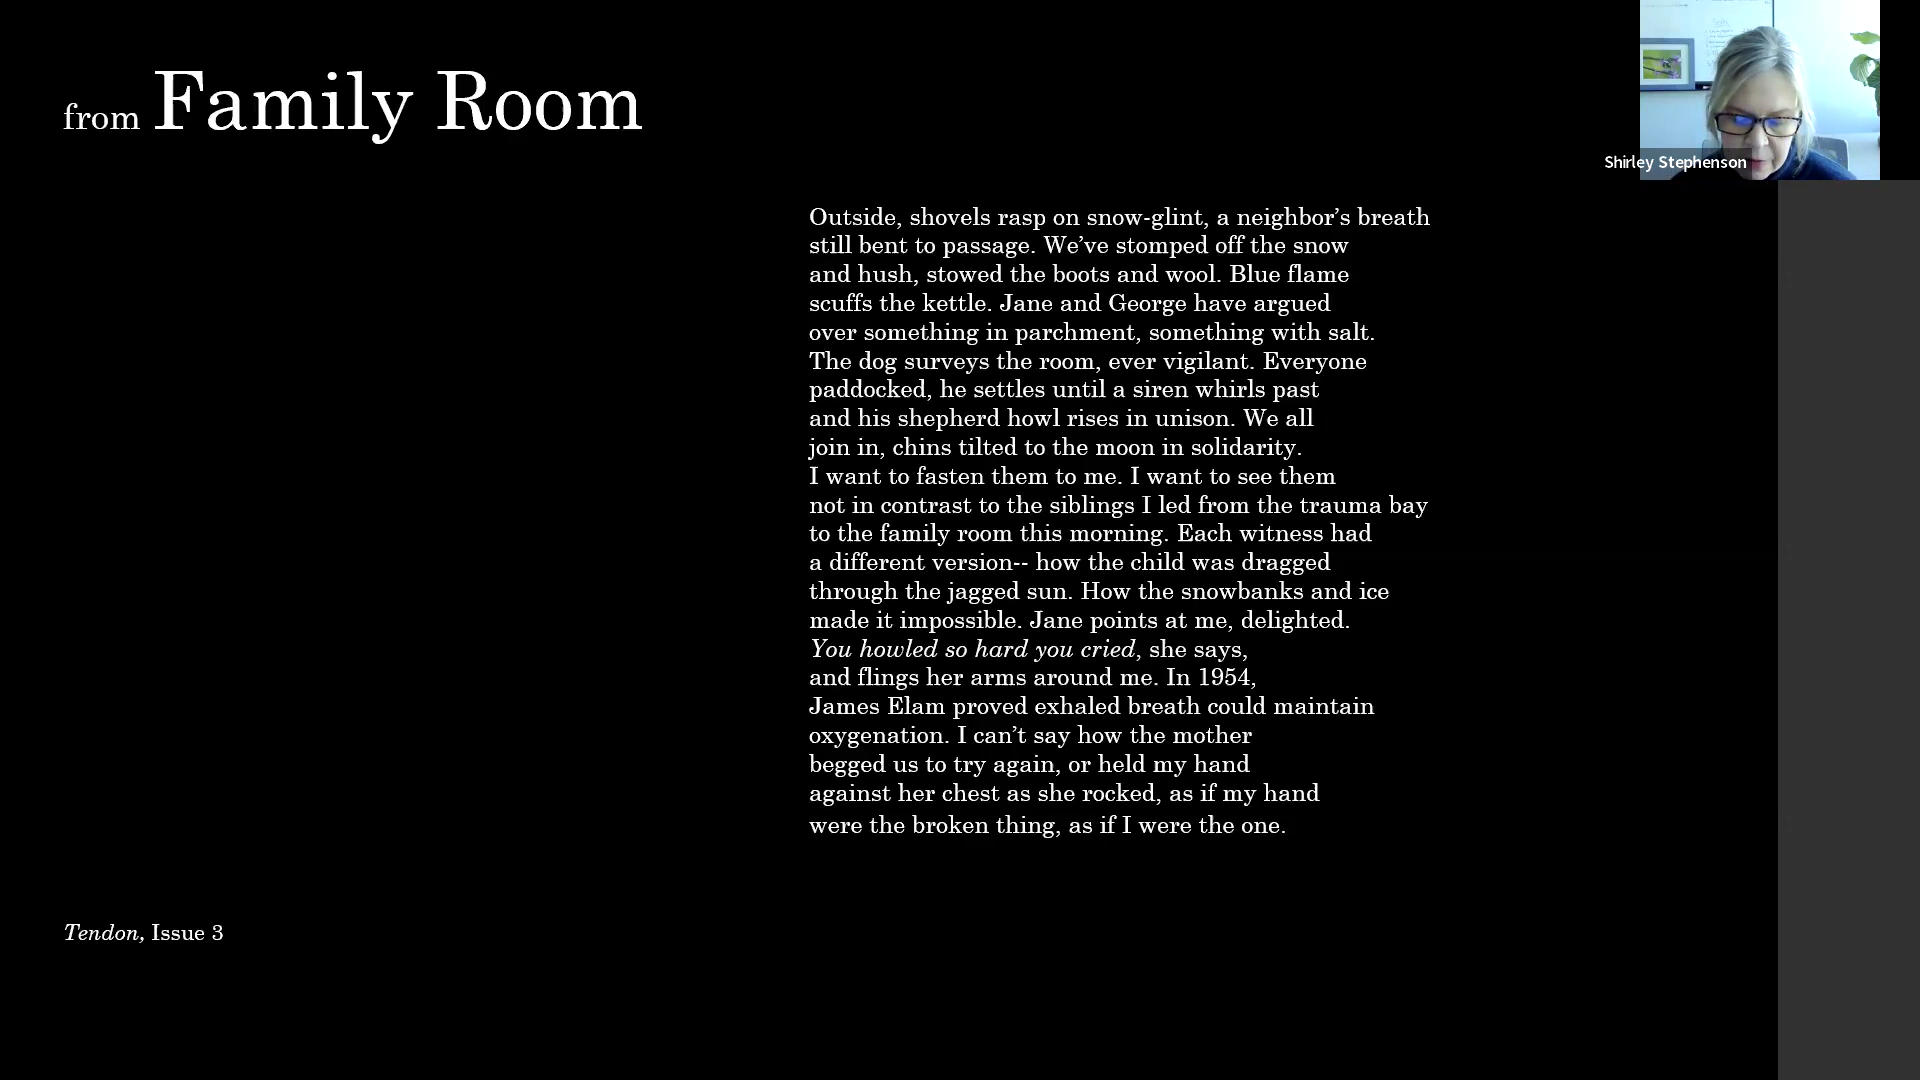 from Family Room
Shirley Stephenson
Outside, shovels rasp on snow-glint, a neighbor’s breath
still bent to passage. We’ve stomped off the snow
and hush, stowed the boots and wool. Blue flame
scuffs the kettle. Jane and George have argued
over something in parchment, something with salt.
The dog surveys the room, ever vigilant. Everyone
paddocked, he settles until a siren whirls past
and his shepherd howl rises in unison. We all
join in, chins tilted to the moon in solidarity.
I want to fasten them to me. I want to see them
not in contrast to the siblings I led from the trauma bay
to the family room this morning. Each witness had
a different version-- how the child was dragged
through the jagged sun. How the snowbanks and ice
made it impossible. Jane points at me, delighted.
You howled so hard you cried, she says,
and flings her arms around me. In 1954,
James Elam proved exhaled breath could maintain
oxygenation. I can’t say how the mother
begged us to try again, or held my hand
against her chest as she rocked, as if my hand
were the broken thing, as if I were the one.
Tendon, Issue 3